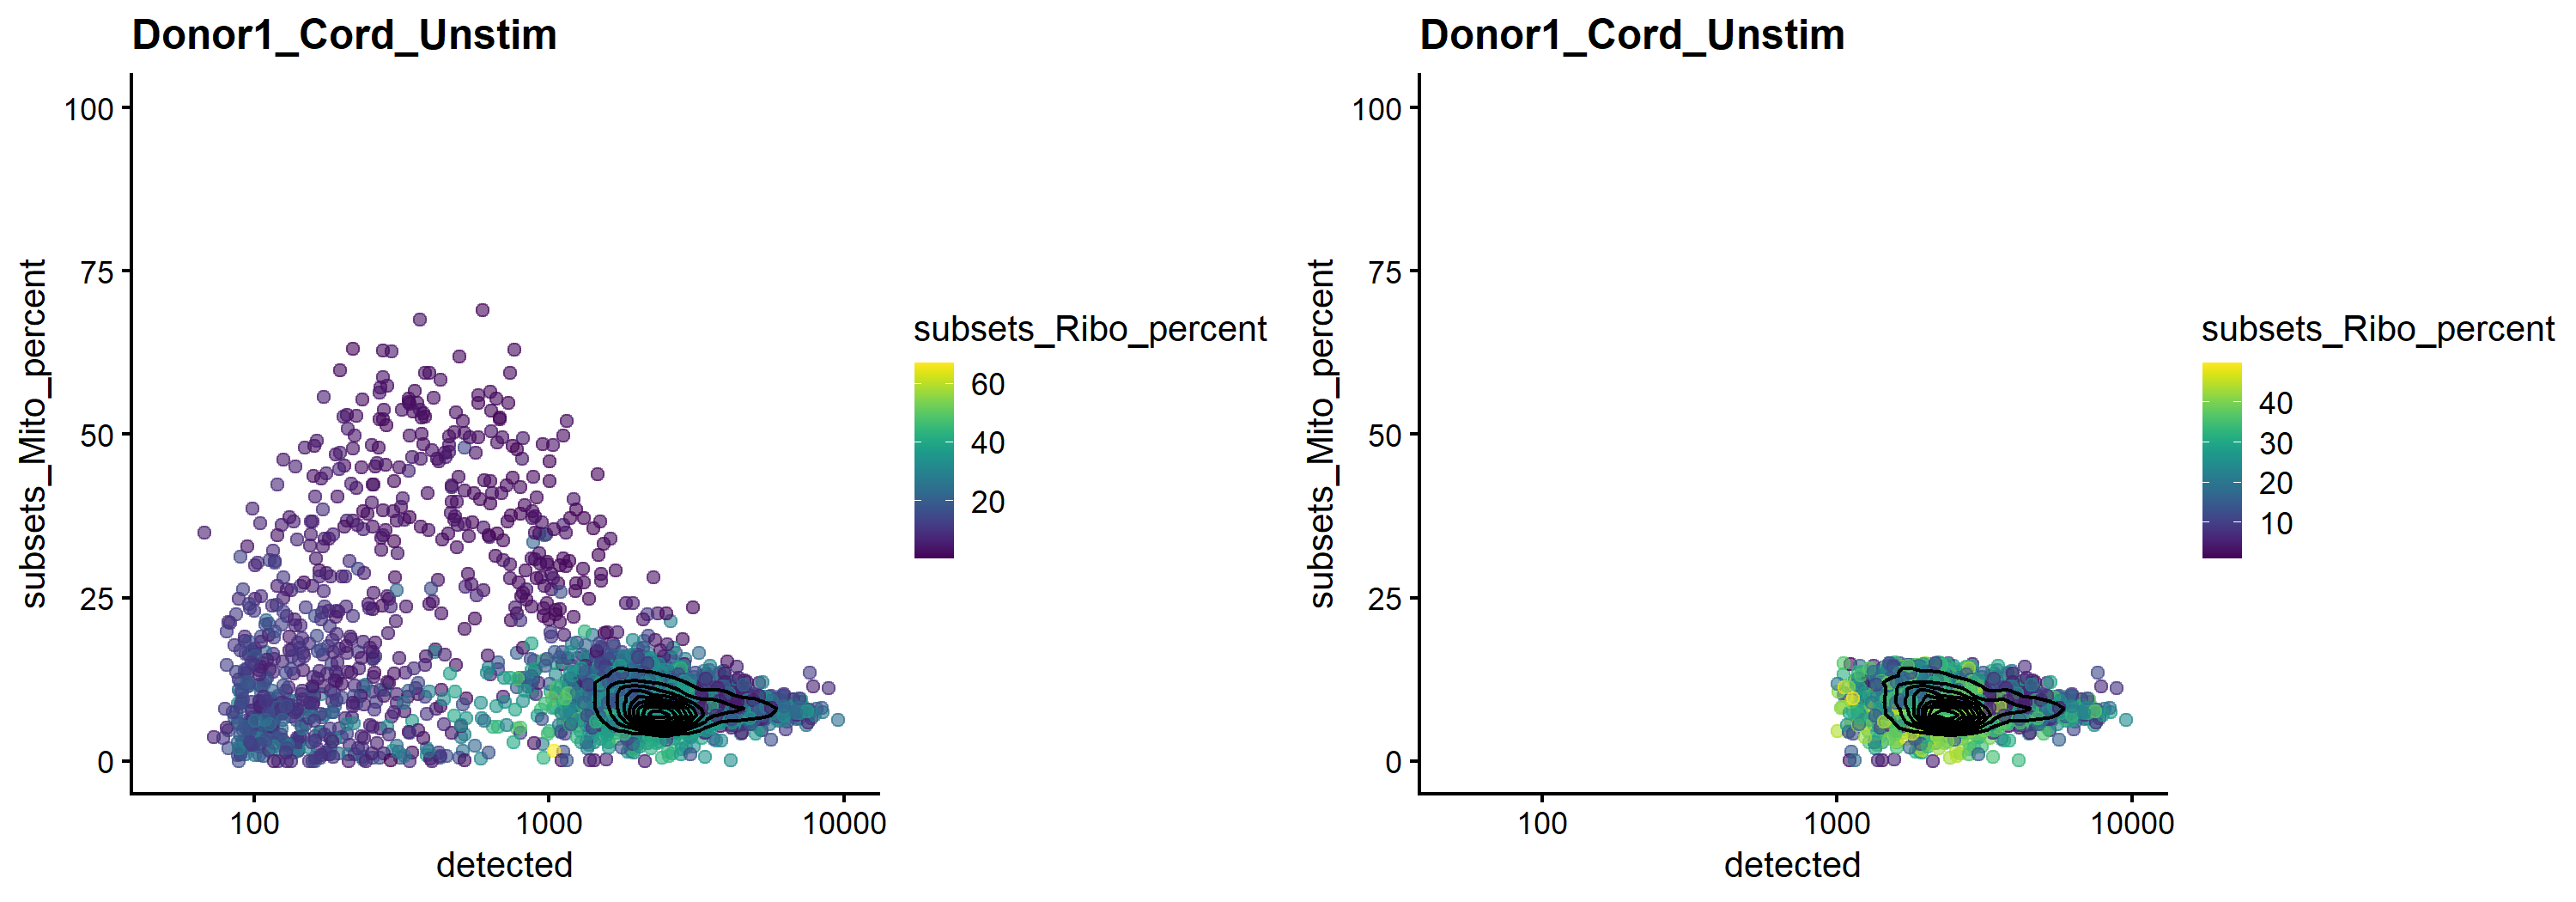 Donor1_Cord_Unstim
subsets_Mito_percent
100
75
50
25
0
100
1000
10000
detected
subsets_Ribo_percent
60
40
20
Donor1_Cord_Unstim
subsets_Mito_percent
100
75
50
25
0
100
1000
10000
detected
subsets_Ribo_percent
40
30
20
10